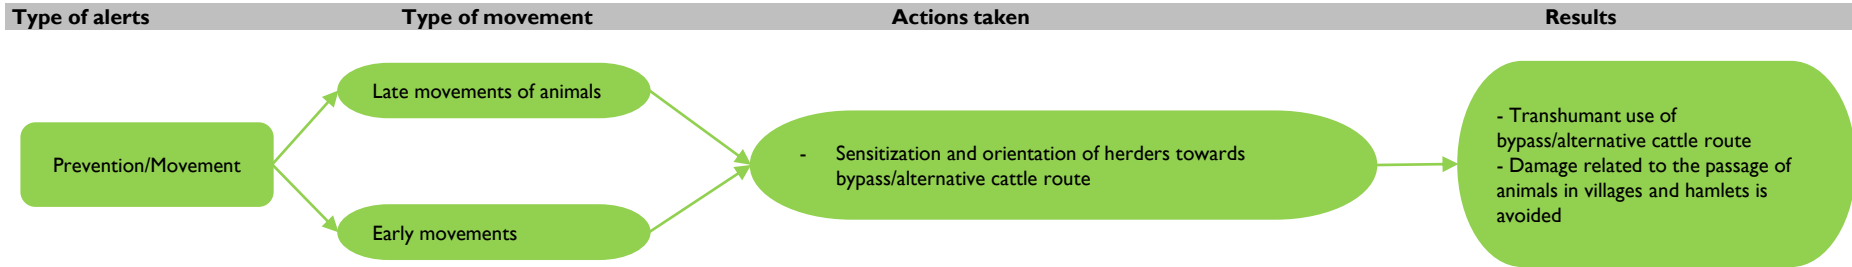 Type of alerts
Type of movement
Actions taken
Results
Prevention/Movement
Late movements of animals
Early movements
- Sensitization and orientation of herders towards
bypass/alternative cattle route
- Transhumant use of
bypass/alternative cattle route
- Damage related to the passage of
animals in villages and hamlets is
avoided